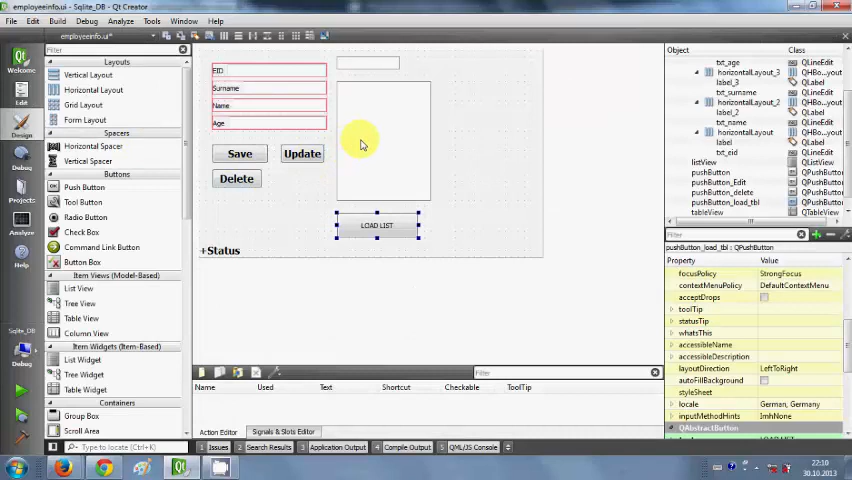 employeeinfo.ui - Sqlite_DB - Qt Creator
File Edit Build Debug Analyze Tools Window Help
employeeinfo.ui*
Welcome
Edit
Design
Debug
Projects
Analyze
Help
Sqlite_DB
Debug
Filter
Layouts
Vertical Layout
Horizontal Layout
Grid Layout
Form Layout
Spacers
Horizontal Spacer
Vertical Spacer
Buttons
Push Button
Tool Button
Radio Button
Check Box
Command Link Button
Button Box
Item Views (Model-Based)
List View
Tree View
Table View
Column View
Item Widgets (Item-Based)
List Widget
Tree Widget
Table Widget
Containers
Group Box
Scroll Area
EID
Surname
Name
Age
Save
Update
Delete
LOAD LIST
+Status
Filter
Name Used Text Shortcut Checkable ToolTip
Action Editor Signals & Slots Editor
Object Class
txt_age QLineEdit
horizontalLayout_3 QHBo...
label_3 QLabel
txt_surname QLineEdit
horizontalLayout_2 QHBo...
label_2 QLabel
txt_name QLineEdit
horizontalLayout QHBo...
label QLabel
txt_eid QLineEdit
listView QListView
pushButton QPushButton
pushButton_Edit QPushButton
pushButton_delete QPushButton
pushButton_load_tbl QPushButton
tableView QTableView
Filter
pushButton_load_tbl : QPushButton
Property Value
focusPolicy StrongFocus
contextMenuPolicy DefaultContextMenu
acceptDrops
toolTip
statusTip
whatsThis
accessibleName
accessibleDescription
layoutDirection LeftToRight
autoFillBackground
styleSheet
locale German, Germany
inputMethodHints ImhNone
QAbstractButton
Type to locate (Ctrl+K)
1 Issues 2 Search Results 3 Application Output 4 Compile Output 5 QML/JS Console
22:10
30.10.2013